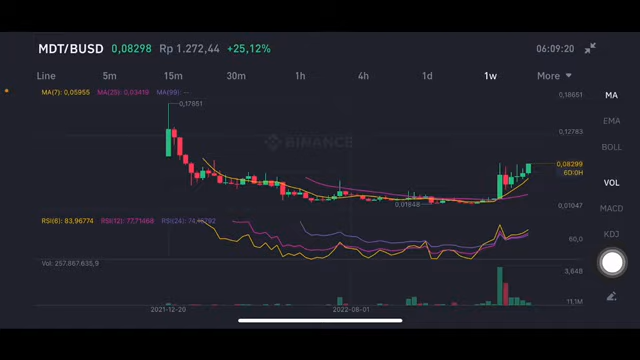 MDT/BUSD 0,08298 Rp 1.272,44 +25,12% 06:09:20
Line 5m 15m 30m 1h 4h 1d 1w More
MA(7): 0,05955 MA(25): 0,03419 MA(99): --
0,18651
MA
0,17851
EMA
0,12783
BINANCE
BOLL
0,08299
60:0H
VOL
0,01848
0,01047
MACD
RSI(6): 83,96774 RSI(12): 77,71468 RSI(24):
KDJ
60,0
Vol: 257.867.635,9
3,64B
11,1M
2021-12-20 2022-08-01